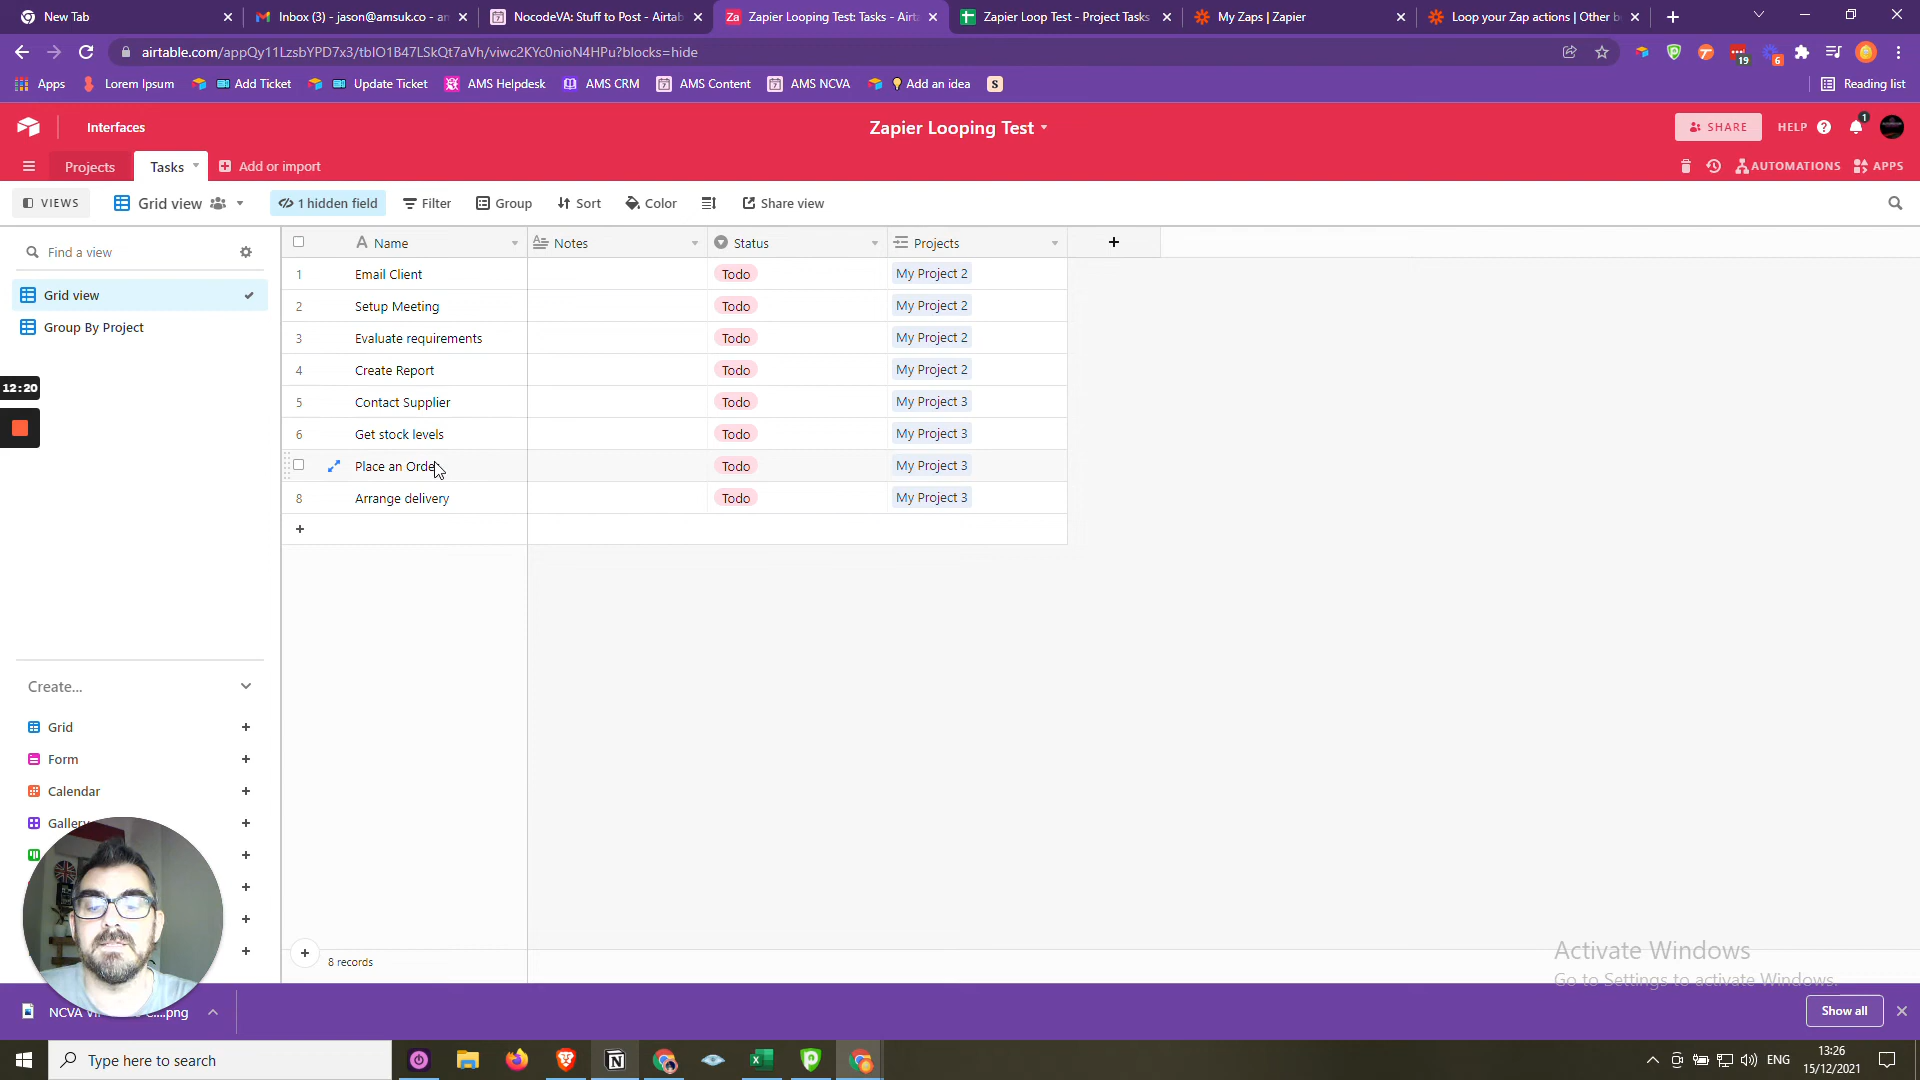 New Tab
Inbox (3) - jason@amsuk.co - an
NocodeVA: Stuff to Post - Airtab
Za Zapier Looping Test: Tasks - Airta
Zapier Loop Test - Project Tasks
My Zaps | Zapier
Loop your Zap actions | Other b
airtable.com/appQy11LzsbYPD7x3/tblO1B47LSkQt7aVh/viwc2KYc0nioN4HPu?blocks=hide
19
6
Apps
Lorem Ipsum
Add Ticket
Update Ticket
AMS Helpdesk
AMS CRM
AMS Content
AMS NCVA
Add an idea
S
Reading list
Interfaces
Zapier Looping Test
SHARE
HELP
1
Projects
Tasks
Add or import
AUTOMATIONS
APPS
VIEWS
Grid view
1 hidden field
Filter
Group
Sort
Color
Share view
Find a view
Grid view
Group By Project
Name
Notes
Status
Projects
1 Email Client Todo My Project 2
2 Setup Meeting Todo My Project 2
3 Evaluate requirements Todo My Project 2
4 Create Report Todo My Project 2
5 Contact Supplier Todo My Project 3
6 Get stock levels Todo My Project 3
Place an Orde Todo My Project 3
8 Arrange delivery Todo My Project 3
12:20
Create...
Grid
Form
Calendar
Gallery
8 records
Activate Windows
Go to Settings to activate Windows.
NCVA
....png
Show all
Type here to search
ENG
13:26
15/12/2021